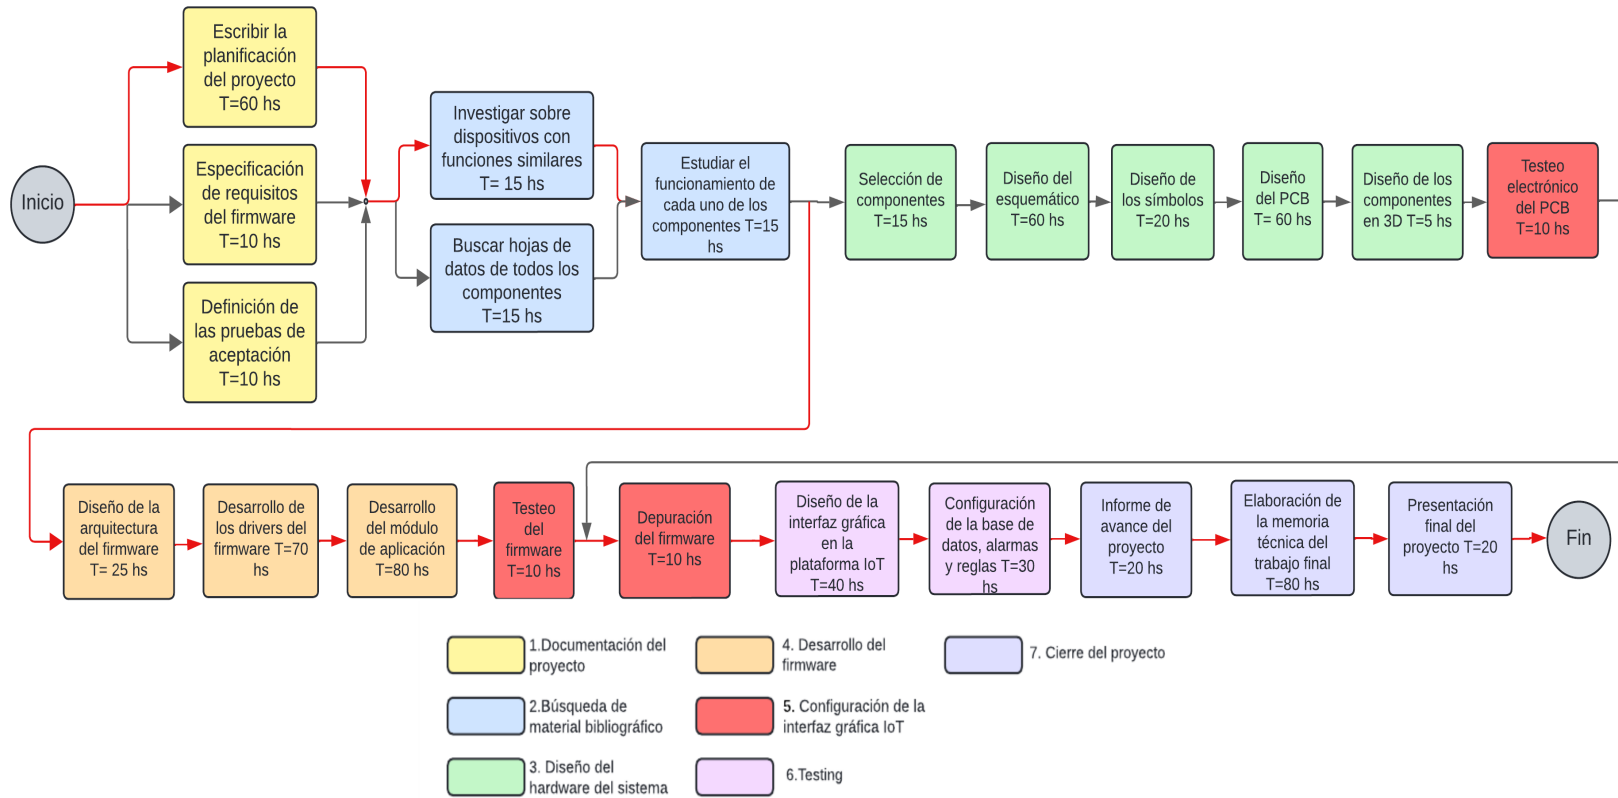 Inicio
Escribir la
planificación
del proyecto
T=60 hs
Especificación
de requisitos
del firmware
T=10 hs
Definición de
las pruebas de
aceptación
T=10 hs
Investigar sobre
dispositivos con
funciones similares
T= 15 hs
Buscar hojas de
datos de todos los
componentes
T=15 hs
Estudiar el
funcionamiento de
cada uno de los
componentes T=15
hs
Selección de
componentes
T=15 hs
Diseño del
esquemático
T=60 hs
Diseño de
los símbolos
T=20 hs
Diseño
del PCB
T= 60 hs
Diseño de los
componentes
en 3D T=5 hs
Testeo
electrónico
del PCB
T=10 hs
Diseño de la
arquitectura
del firmware
T= 25 hs
Desarrollo de
los drivers del
firmware T=70
hs
Desarrollo
del módulo
de aplicación
T=80 hs
Testeo
del
firmware
T=10 hs
Depuración
del firmware
T=10 hs
Diseño de la
interfaz gráfica
en la
plataforma IoT
T=40 hs
Configuración
de la base de
datos, alarmas
y reglas T=30
hs
Informe de
avance del
proyecto
T=20 hs
Elaboración de
la memoria
técnica del
trabajo final
T=80 hs
Presentación
final del
proyecto T=20
hs
Fin
1.Documentación del
proyecto
2.Búsqueda de
material bibliográfico
3. Diseño del
hardware del sistema
4. Desarrollo del
firmware
5. Configuración de la
interfaz gráfica IoT
6.Testing
7. Cierre del proyecto